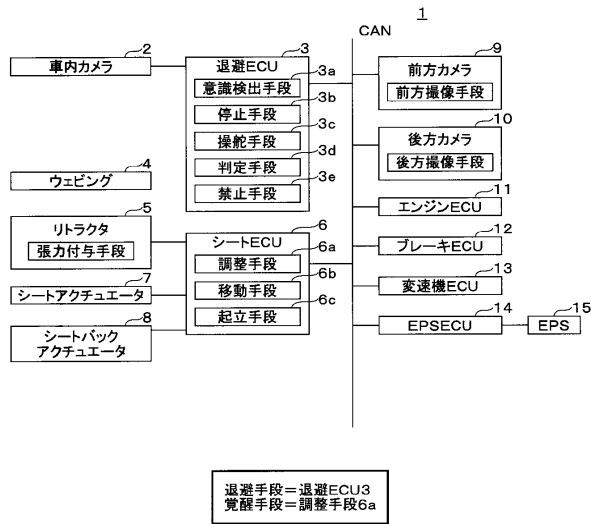 1
CAN
2
車内カメラ
3
退避ECU
3a
意識検出手段
3b
停止手段
3c
操舵手段
3d
判定手段
3e
禁止手段
4
ウェビング
5
リトラクタ
張力付与手段
6
シートECU
6a
調整手段
6b
移動手段
6c
起立手段
7
シートアクチュエータ
8
シートバック
アクチュエータ
9
前方カメラ
前方撮像手段
10
後方カメラ
後方撮像手段
11
エンジンECU
12
ブレーキECU
13
変速機ECU
14
EPSECU
15
EPS
退避手段=退避ECU3
覚醒手段=調整手段6a